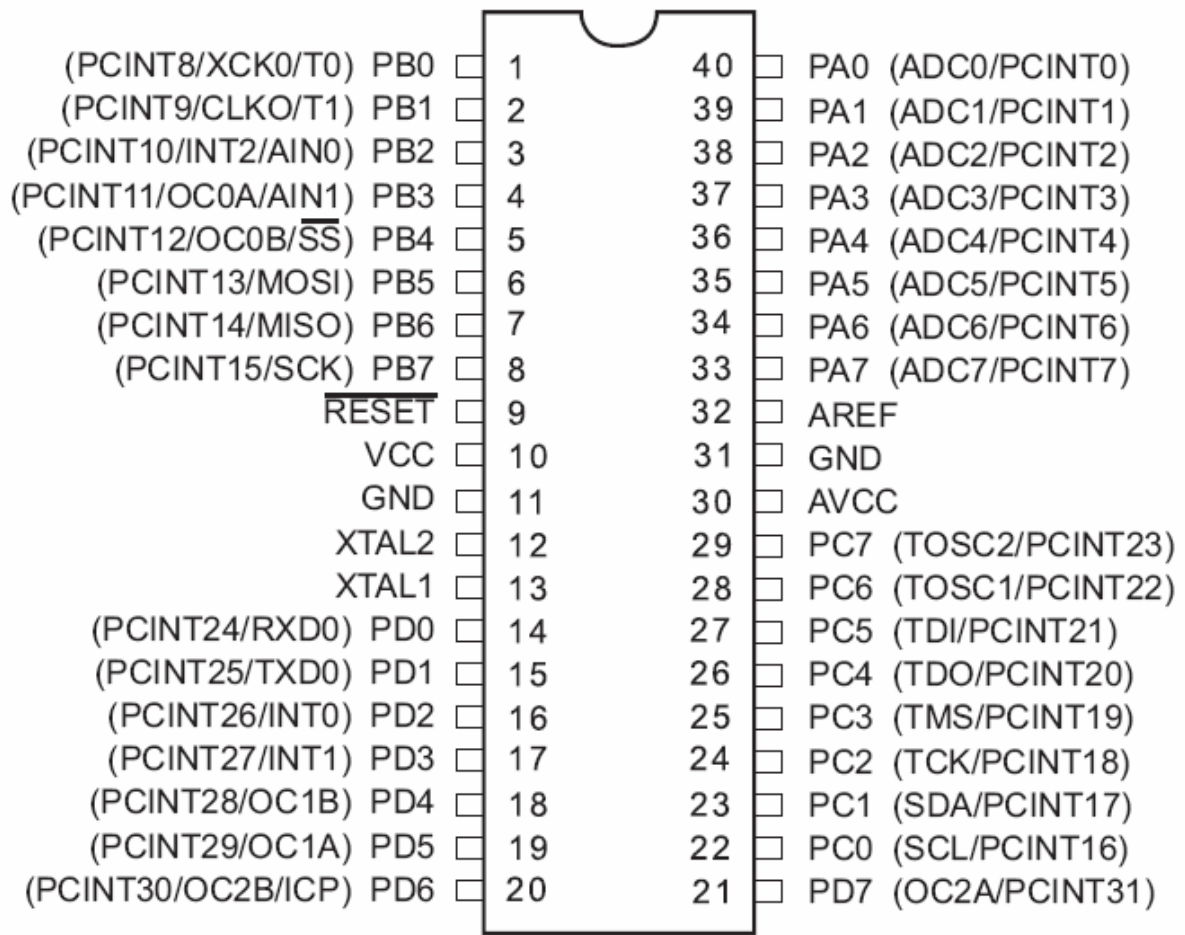 (PCINT8/XCK0/T0) PB0 1 40 PA0 (ADC0/PCINT0)
(PCINT9/CLKO/T1) PB1 2 39 PA1 (ADC1/PCINT1)
(PCINT10/INT2/AIN0) PB2 3 38 PA2 (ADC2/PCINT2)
(PCINT11/OC0A/AIN1) PB3 4 37 PA3 (ADC3/PCINT3)
(PCINT12/OC0B/S̅S̅) PB4 5 36 PA4 (ADC4/PCINT4)
(PCINT13/MOSI) PB5 6 35 PA5 (ADC5/PCINT5)
(PCINT14/MISO) PB6 7 34 PA6 (ADC6/PCINT6)
(PCINT15/SCK) PB7 8 33 PA7 (ADC7/PCINT7)
R̅E̅S̅E̅T̅ 9 32 AREF
VCC 10 31 GND
GND 11 30 AVCC
XTAL2 12 29 PC7 (TOSC2/PCINT23)
XTAL1 13 28 PC6 (TOSC1/PCINT22)
(PCINT24/RXD0) PD0 14 27 PC5 (TDI/PCINT21)
(PCINT25/TXD0) PD1 15 26 PC4 (TDO/PCINT20)
(PCINT26/INT0) PD2 16 25 PC3 (TMS/PCINT19)
(PCINT27/INT1) PD3 17 24 PC2 (TCK/PCINT18)
(PCINT28/OC1B) PD4 18 23 PC1 (SDA/PCINT17)
(PCINT29/OC1A) PD5 19 22 PC0 (SCL/PCINT16)
(PCINT30/OC2B/ICP) PD6 20 21 PD7 (OC2A/PCINT31)